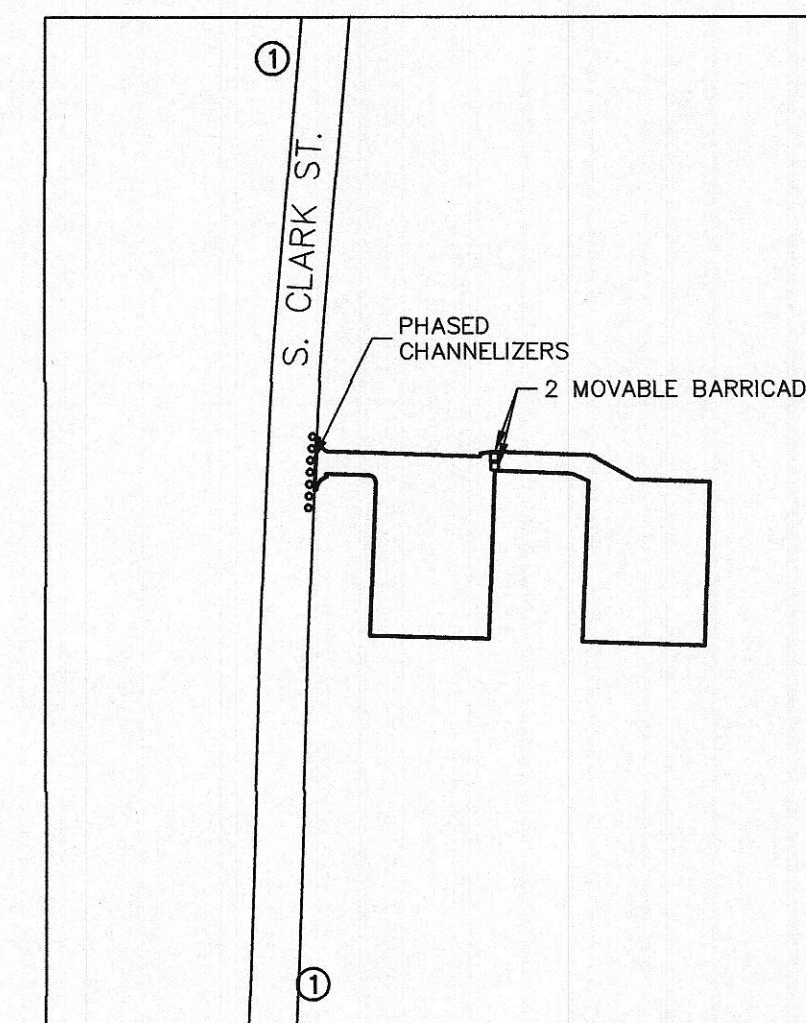 ①
S. CLARK ST.
PHASED
CHANNELIZERS
2 MOVABLE BARRICAD
①